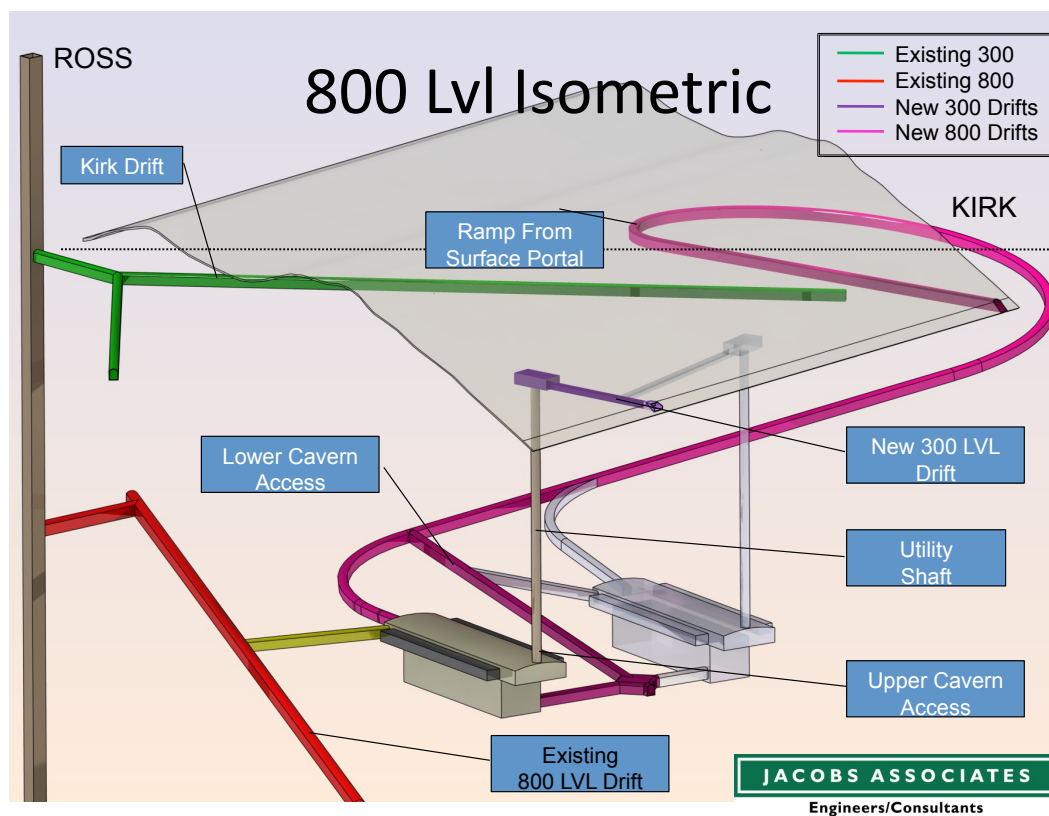 ROSS
800 Lvl Isometric
Existing 300
Existing 800
New 300 Drifts
New 800 Drifts
Kirk Drift
KIRK
Ramp From
Surface Portal
New 300 LVL
Drift
Lower Cavern
Access
Utility
Shaft
Upper Cavern
Access
Existing
800 LVL Drift
JACOBS ASSOCIATES
Engineers/Consultants